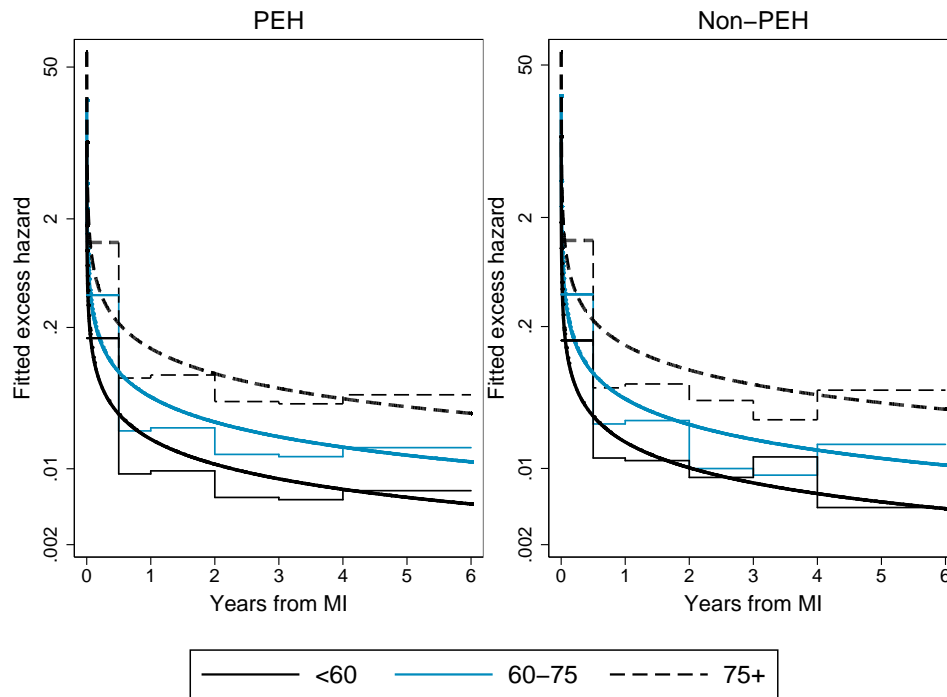 PEH
Non−PEH
Fitted excess hazard
50
2
.2
.01
.002
0 1 2 3 4 5 6
Years from MI
Fitted excess hazard
50
2
.2
.01
.002
0 1 2 3 4 5 6
Years from MI
<60
60−75
75+